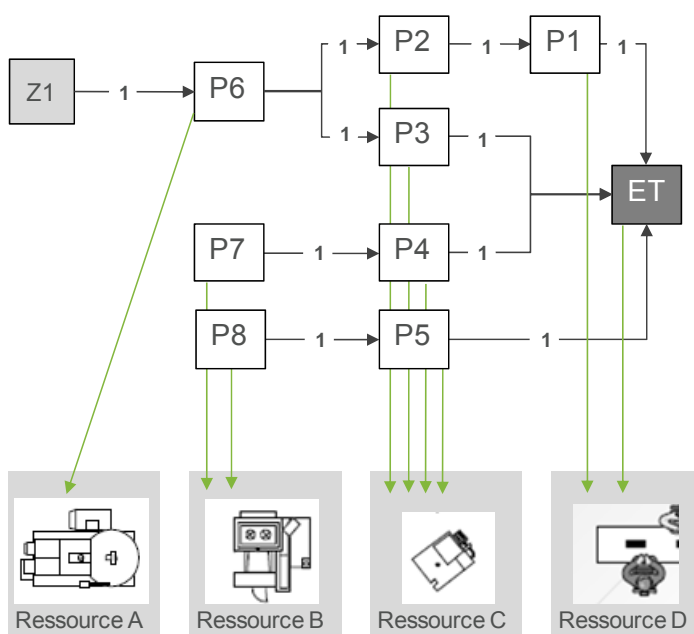 1 P2 1 P1 1
Z1 1 P6
1 P3 1
ET
P7 1 P4 1
P8 1 P5 1
Ressource A Ressource B Ressource C Ressource D